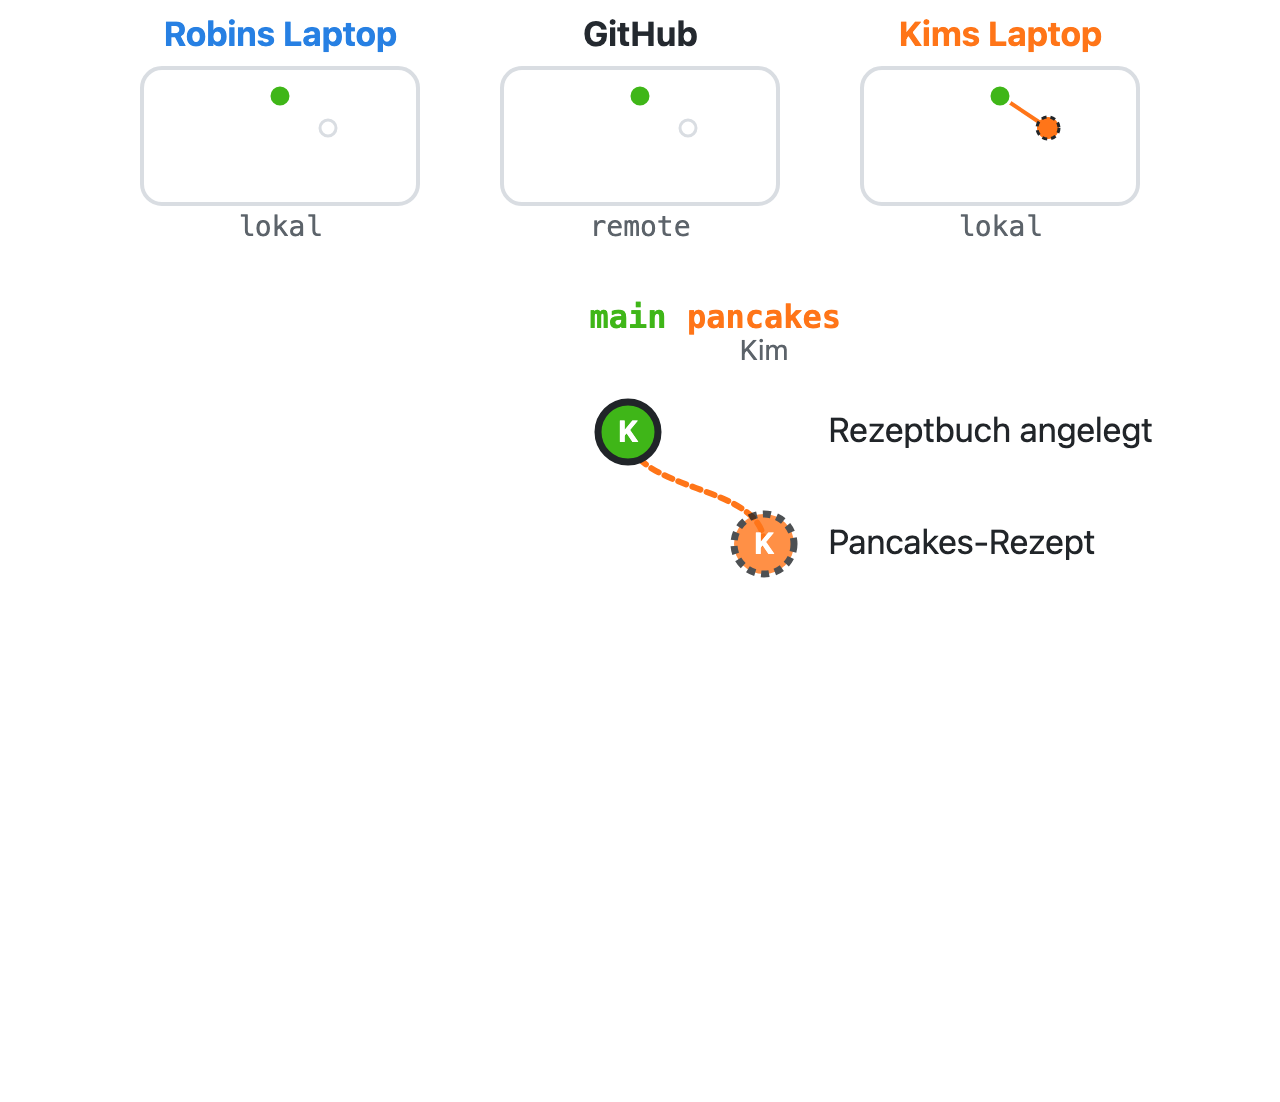 Robins Laptop
GitHub
Kims Laptop
lokal
remote
lokal
main pancakes
Kim
K
Rezeptbuch angelegt
K
Pancakes-Rezept